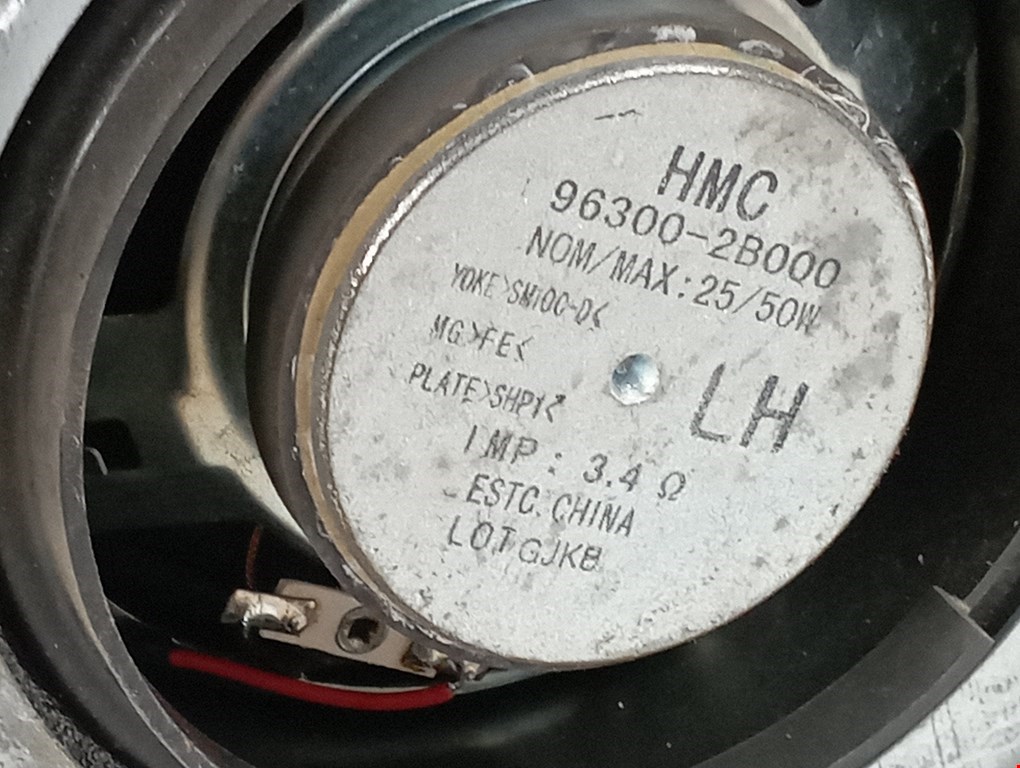 HMC
96300-2B000
NOM/MAX:25/50W
YOKE>SM10C-D<
MG>FE<
PLATE>SHP1<
LH
IMP: 3.4 Ω
ESTC. CHINA
LOT GJKB